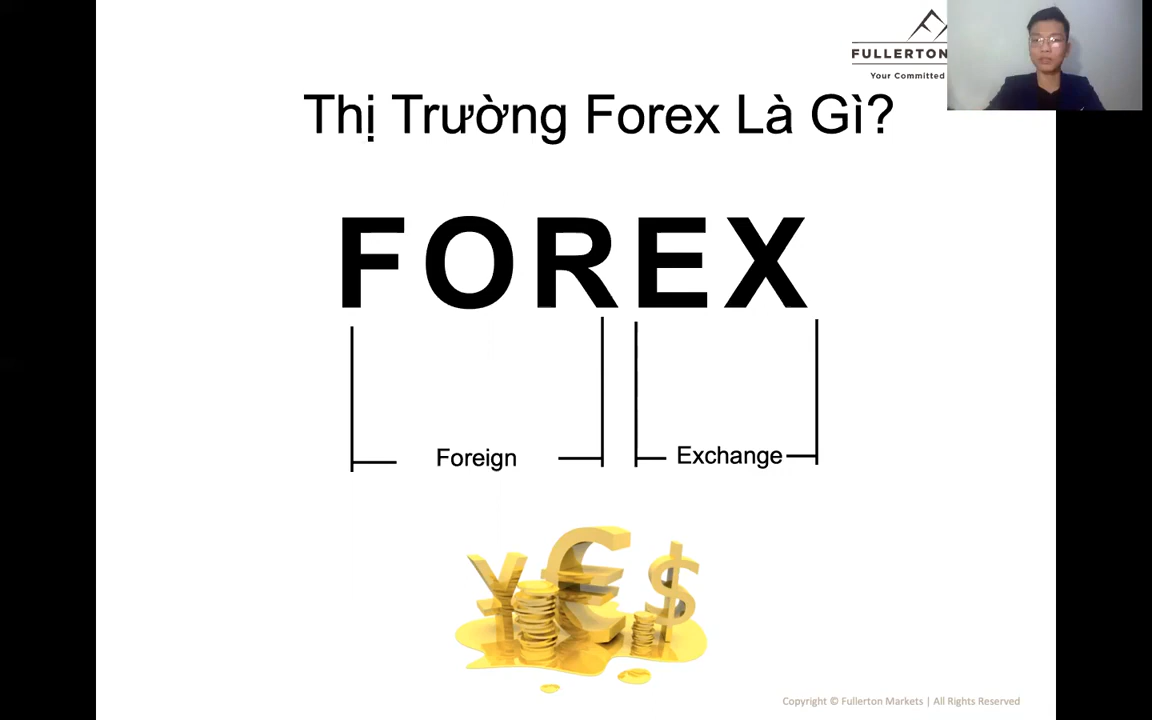 FULLERTON
Your Committed
Thị Trường Forex Là Gì?
FOREX
Foreign
Exchange
Copyright © Fullerton Markets | All Rights Reserved